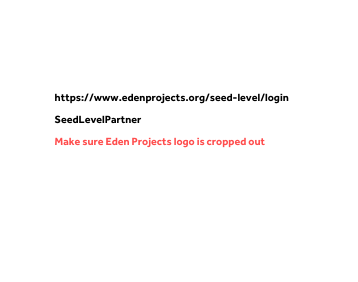 https://www.edenprojects.org/seed-level/login
SeedLevelPartner
Make sure Eden Projects logo is cropped out